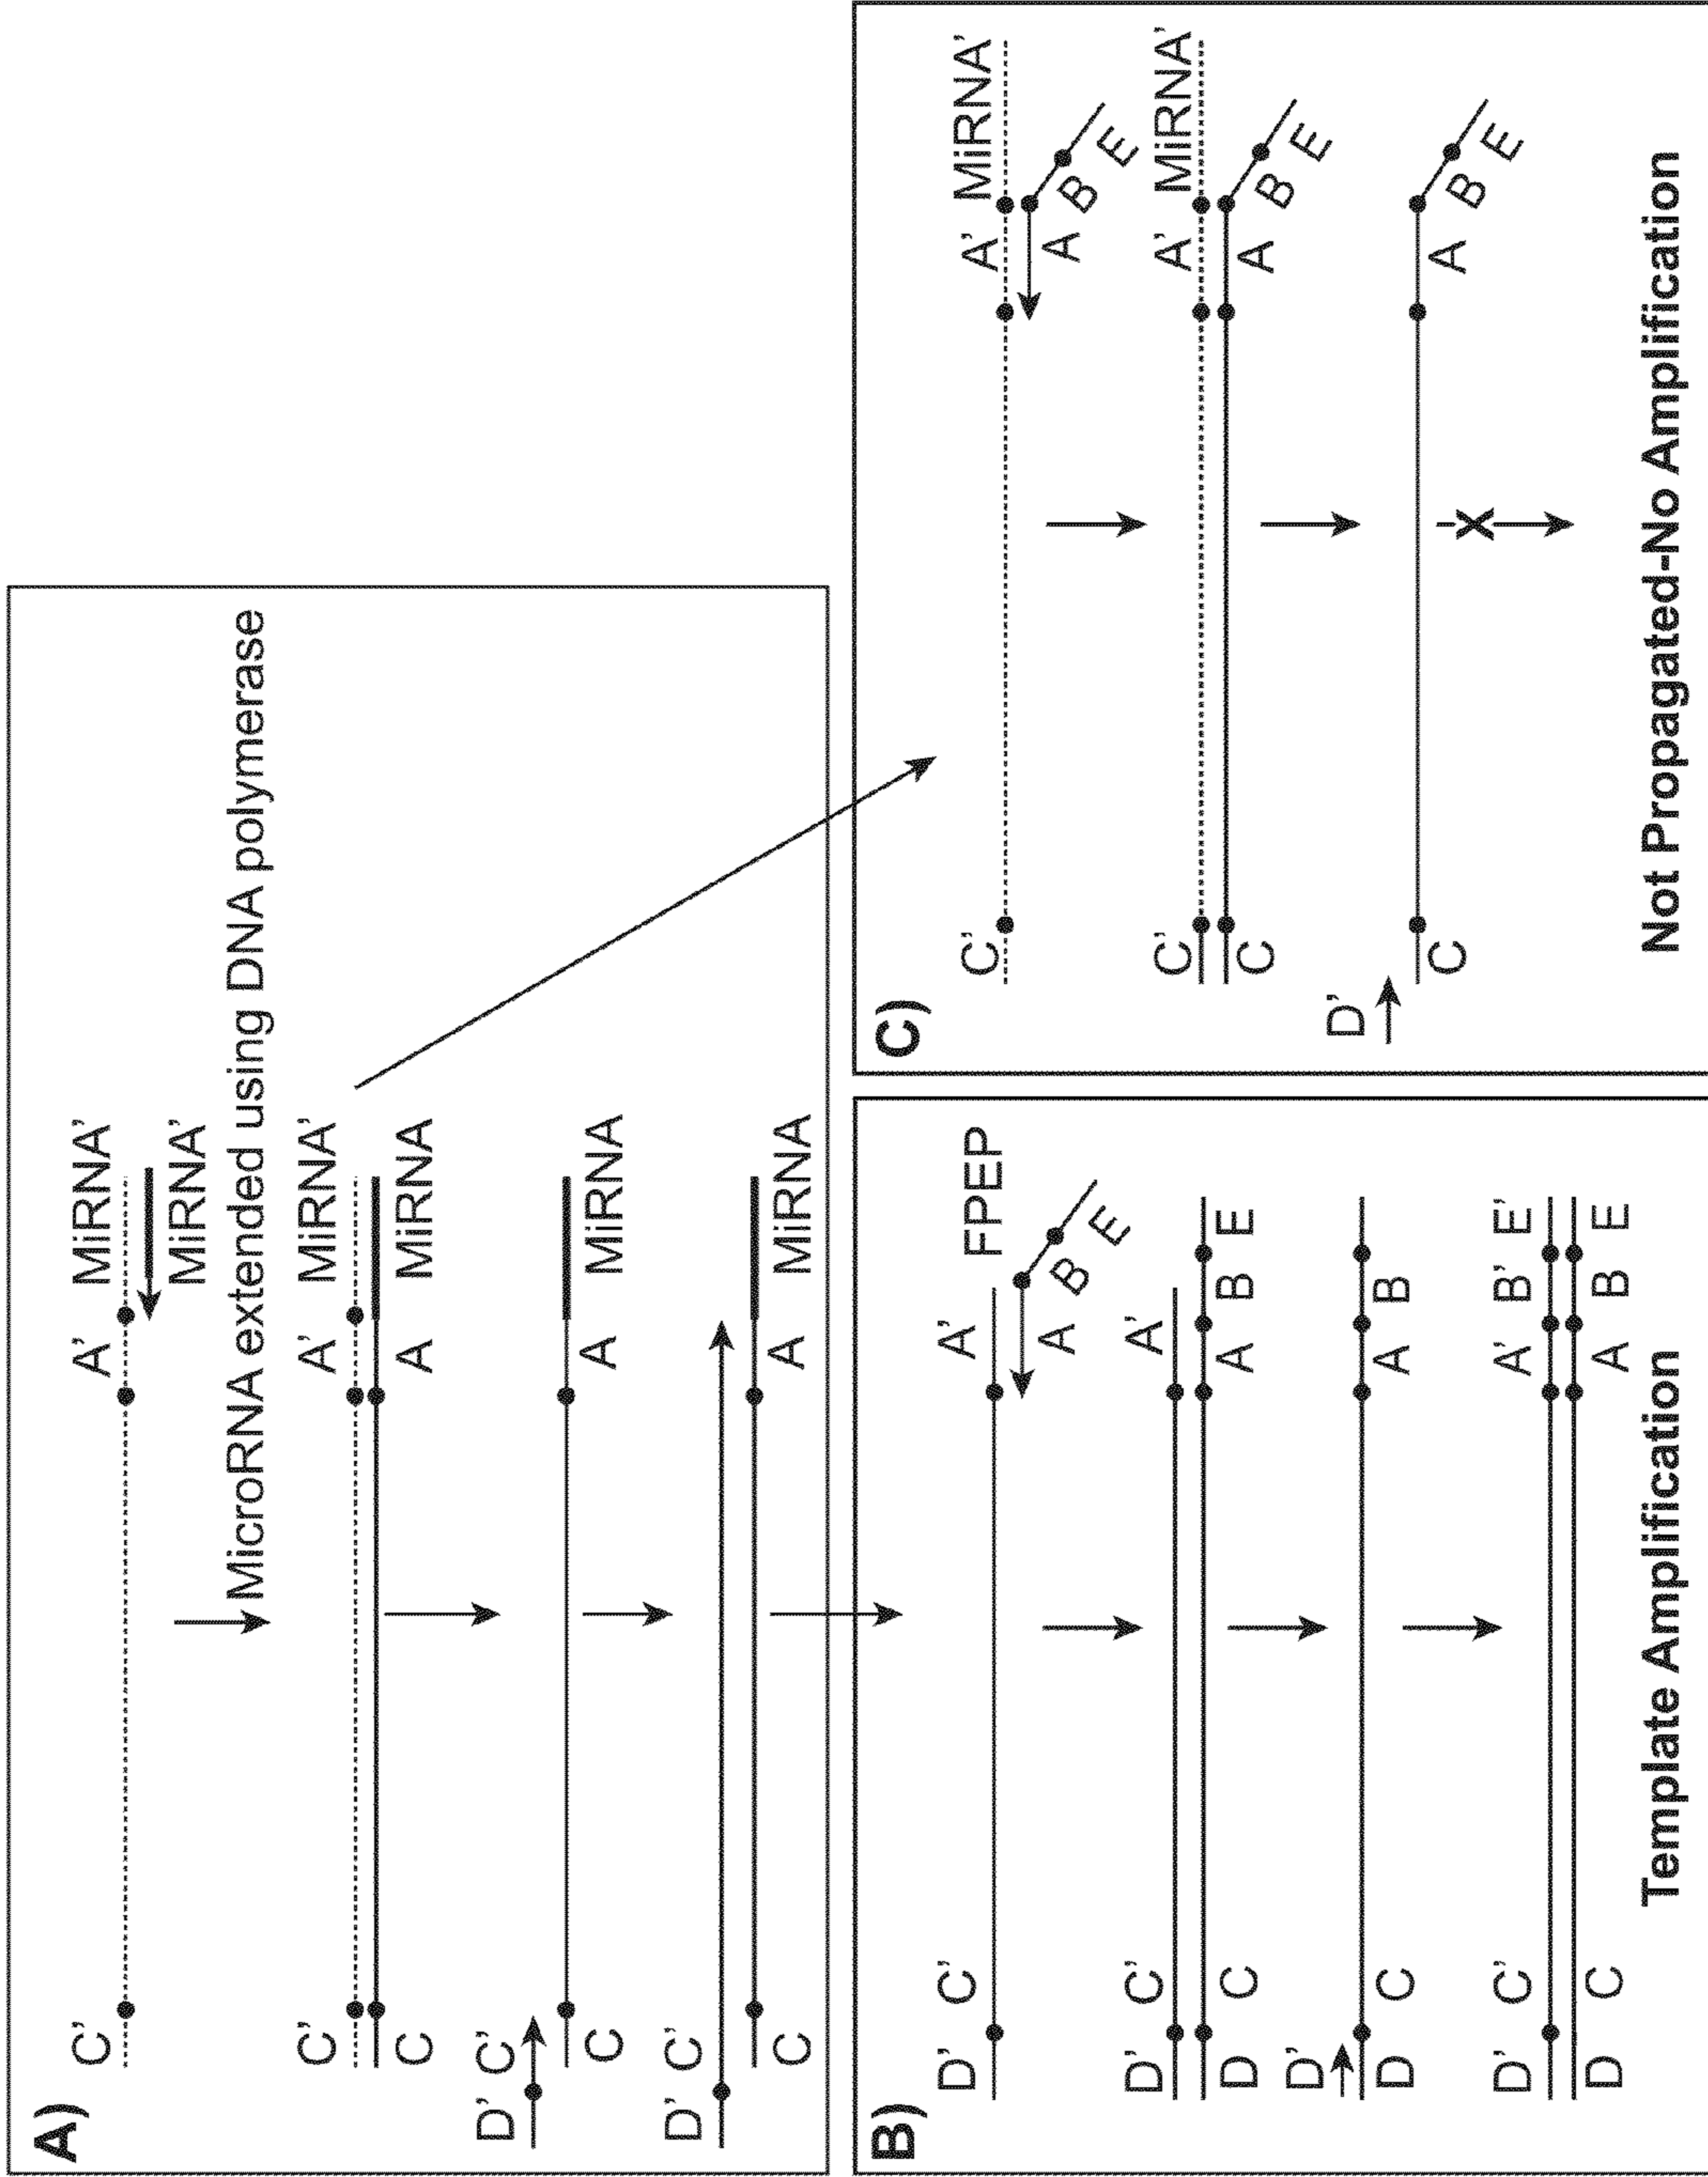 A)
C’ A’ MiRNA’
MiRNA’
MicroRNA extended using DNA polymerase
C’ A’ MiRNA’
C A MiRNA
D’ C’
C A MiRNA
D’ C’
C A MiRNA
B)
D’ C’ A’ FPEP
A B E
D’ C’ A’
D C A B E
D’
D C A B
D’ C’ A’ B’ E’
D C A B E
Template Amplification
C)
C’ A’ MiRNA’
A B E
C’ A’ MiRNA’
C A B E
D’
C A B E
X
Not Propagated-No Amplification